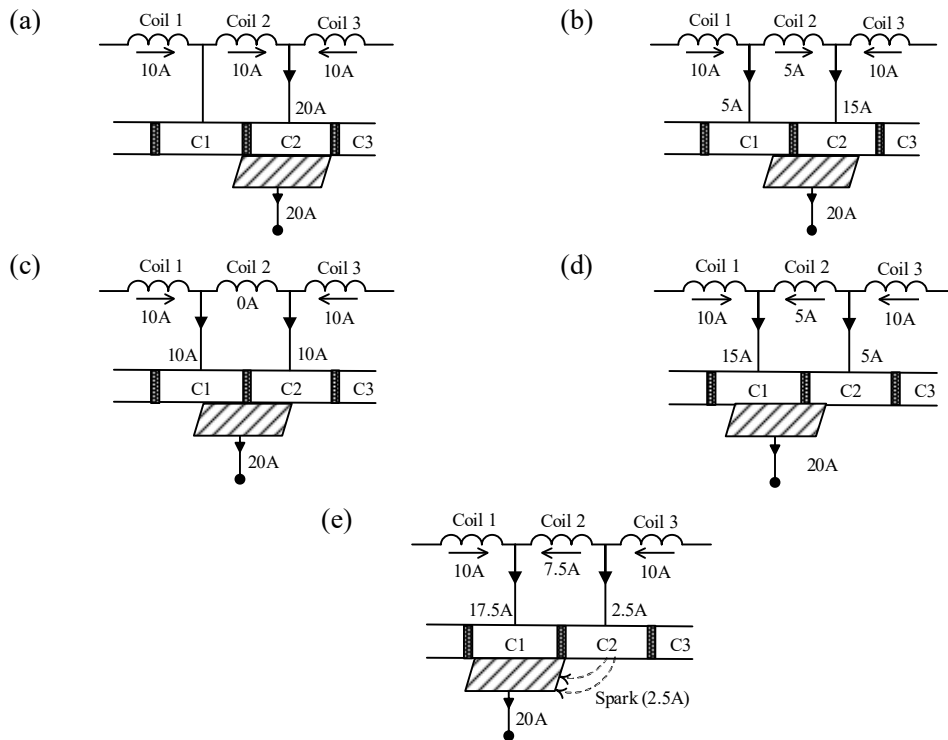 (a)
Coil 1 Coil 2 Coil 3
10A 10A 10A
20A
C1 C2 C3
20A
(b)
Coil 1 Coil 2 Coil 3
10A 5A 10A
5A 15A
C1 C2 C3
20A
(c)
Coil 1 Coil 2 Coil 3
10A 0A 10A
10A 10A
C1 C2 C3
20A
(d)
Coil 1 Coil 2 Coil 3
10A 5A 10A
15A 5A
C1 C2 C3
20A
(e)
Coil 1 Coil 2 Coil 3
10A 7.5A 10A
17.5A 2.5A
C1 C2 C3
Spark (2.5A)
20A